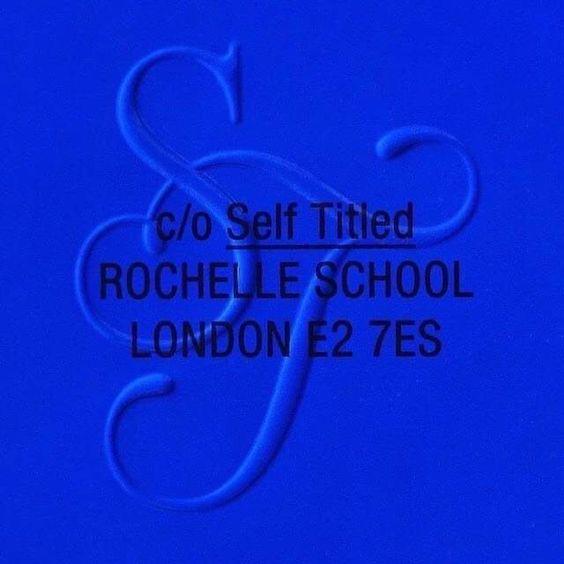 c/o Self Titled
ROCHELLE SCHOOL
LONDON E2 7ES